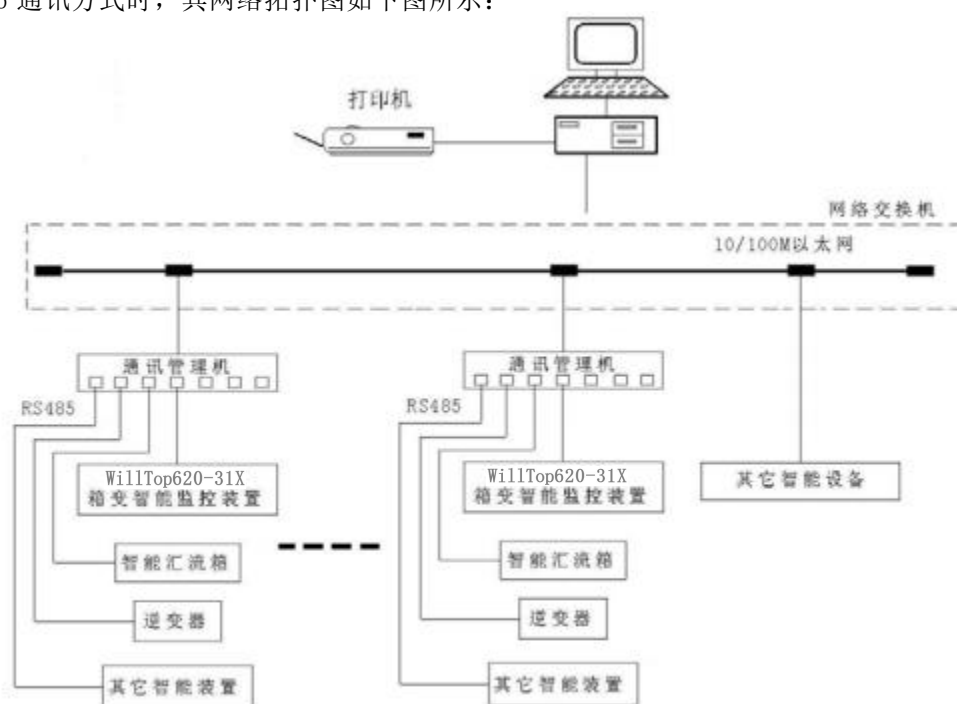 通讯方式时，其网络拓扑图如下图所示：
打印机
网络交换机
10/100M以太网
通讯管理机
RS485
WillTop620-31X
箱变智能监控装置
智能汇流箱
逆变器
其它智能装置
通讯管理机
RS485
WillTop620-31X
箱变智能监控装置
智能汇流箱
逆变器
其它智能装置
其它智能设备